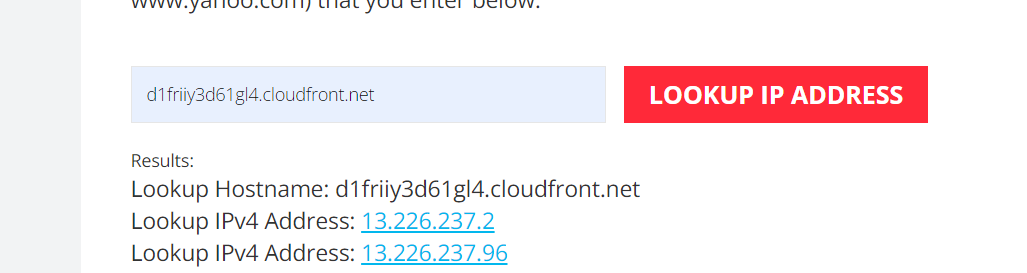 www.yahoo.com) that you enter below.
d1friiy3d61gl4.cloudfront.net
LOOKUP IP ADDRESS
Results:
Lookup Hostname: d1friiy3d61gl4.cloudfront.net
Lookup IPv4 Address: 13.226.237.2
Lookup IPv4 Address: 13.226.237.96